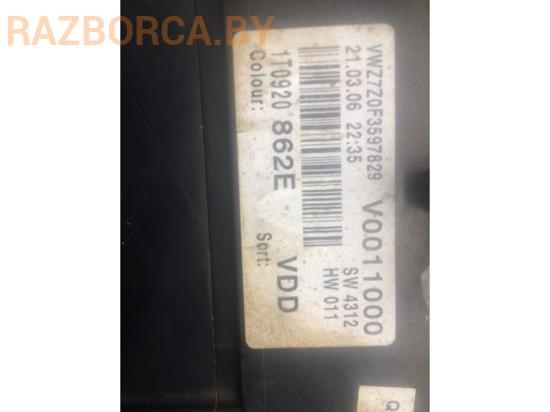 RAZBORCA.BY
VWZ7Z0F3597829 V0011000
21.03.06 22:35 SW 4312
HW 011
1T0920 862E VDD
Colour: Sort:
Q